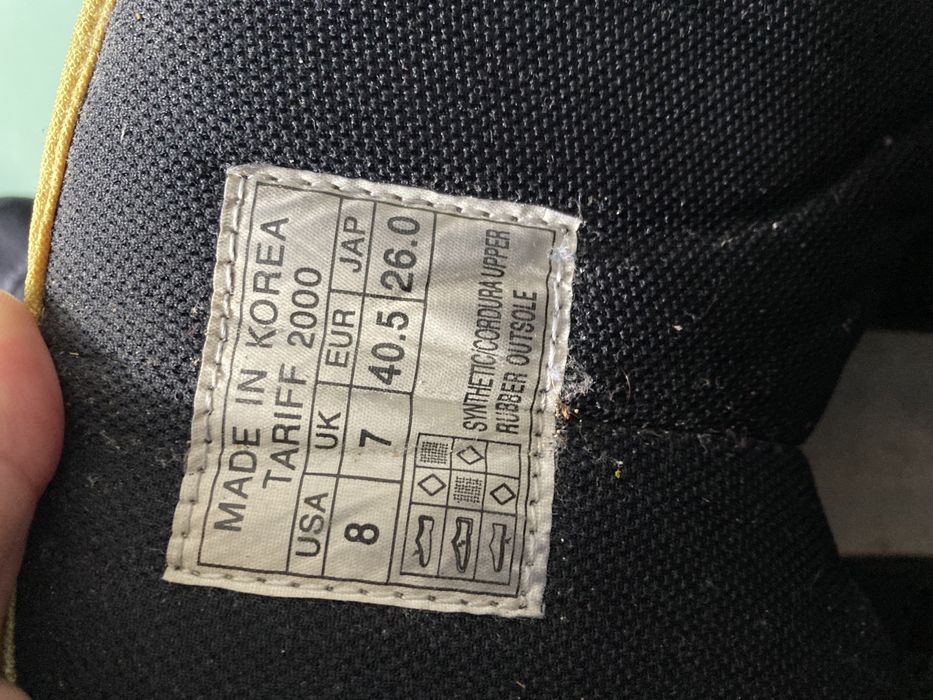 MADE IN KOREA
TARIFF 2000
USA UK EUR JAP
8 7 40.5 26.0
SYNTHETIC/CORDURA UPPER
RUBBER OUTSOLE